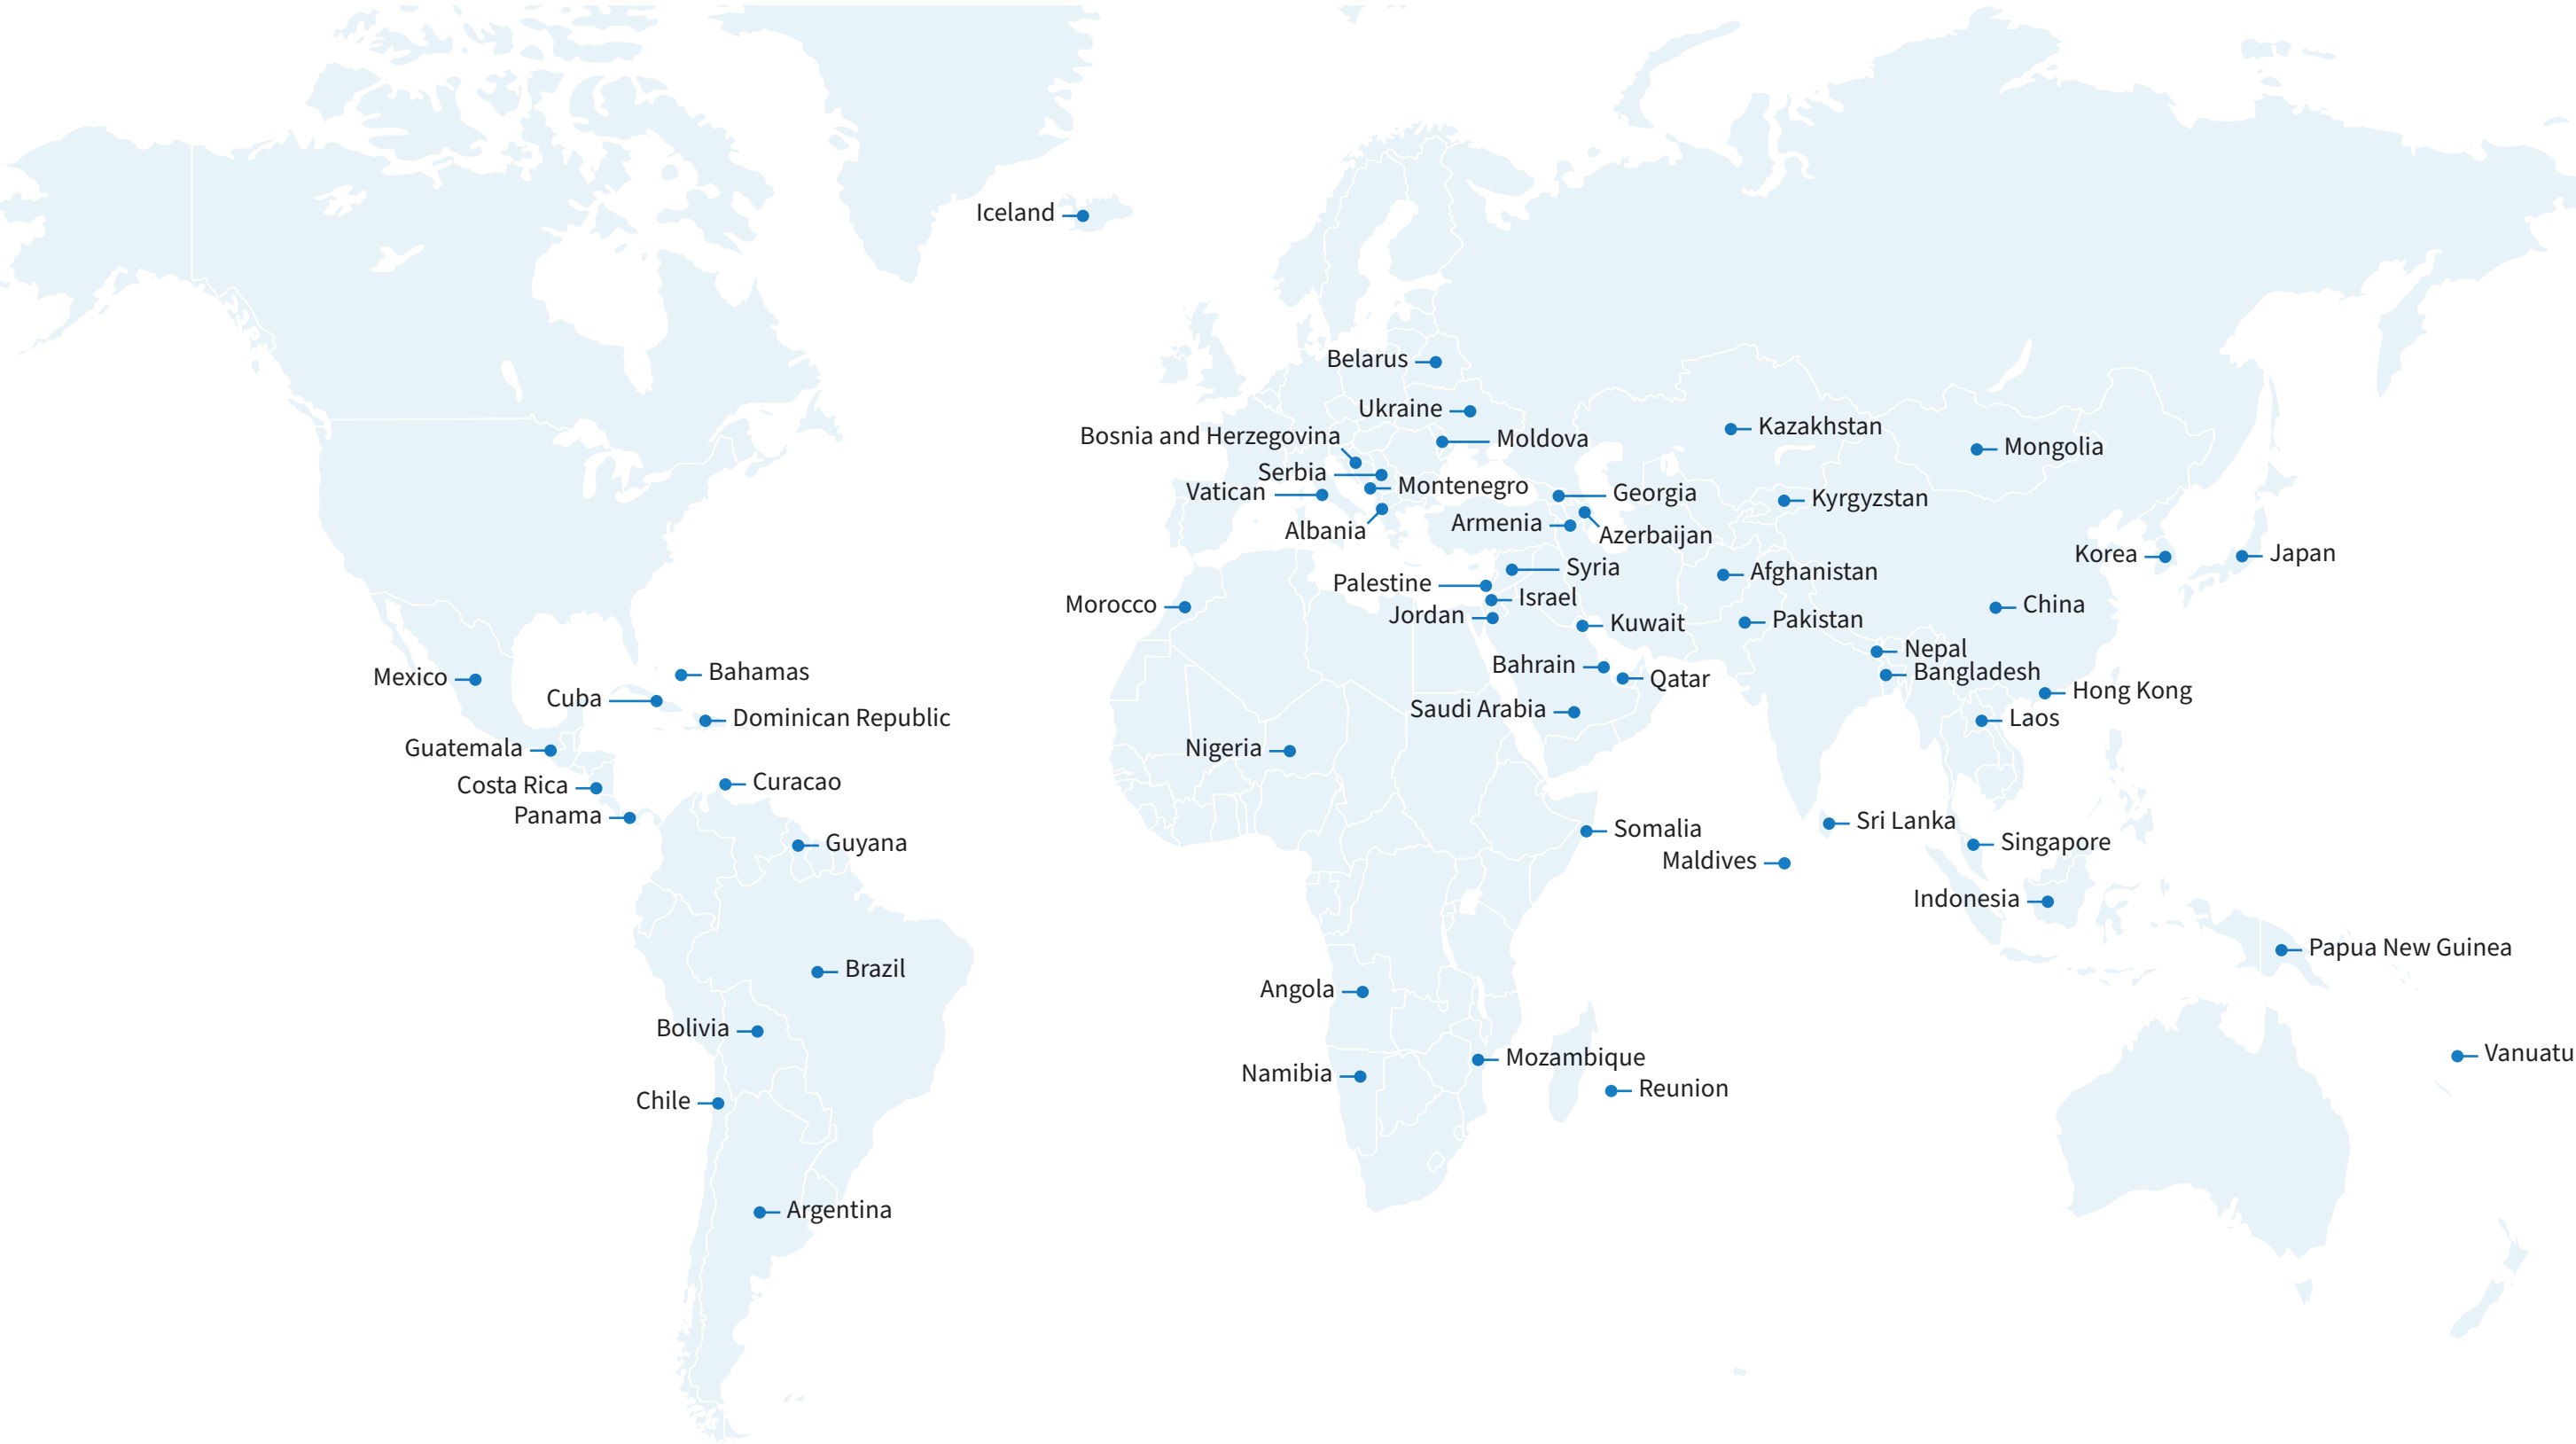 Iceland
Belarus
Ukraine
Kazakhstan
Bosnia and Herzegovina
Moldova
Mongolia
Serbia
Montenegro
Vatican
Georgia
Kyrgyzstan
Armenia
Albania
Azerbaijan
Korea
Japan
Syria
Afghanistan
Palestine
Israel
Morocco
China
Jordan
Kuwait
Pakistan
Nepal
Bahrain
Bahamas
Bangladesh
Mexico
Qatar
Hong Kong
Cuba
Saudi Arabia
Dominican Republic
Laos
Guatemala
Nigeria
Curacao
Costa Rica
Panama
Sri Lanka
Somalia
Guyana
Singapore
Maldives
Indonesia
Papua New Guinea
Brazil
Angola
Bolivia
Vanuatu
Mozambique
Namibia
Reunion
Chile
Argentina